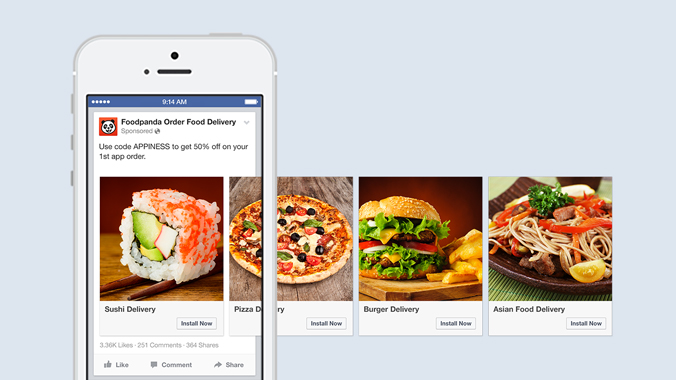 9:14 AM
Foodpanda Order Food Delivery
Sponsored
Use code APPINESS to get 50% off on your
1st app order.
Sushi Delivery
Install Now
Pizza Delivery
Install Now
Burger Delivery
Install Now
Asian Food Delivery
Install Now
3.36K Likes · 251 Comments · 364 Shares
Like
Comment
Share